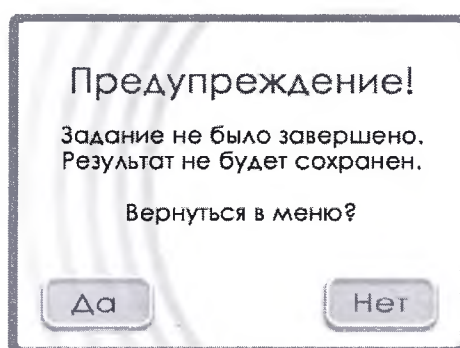 Предупреждение!
Задание не было завершено.
Результат не будет сохранен.
Вернуться в меню?
Да
Нет